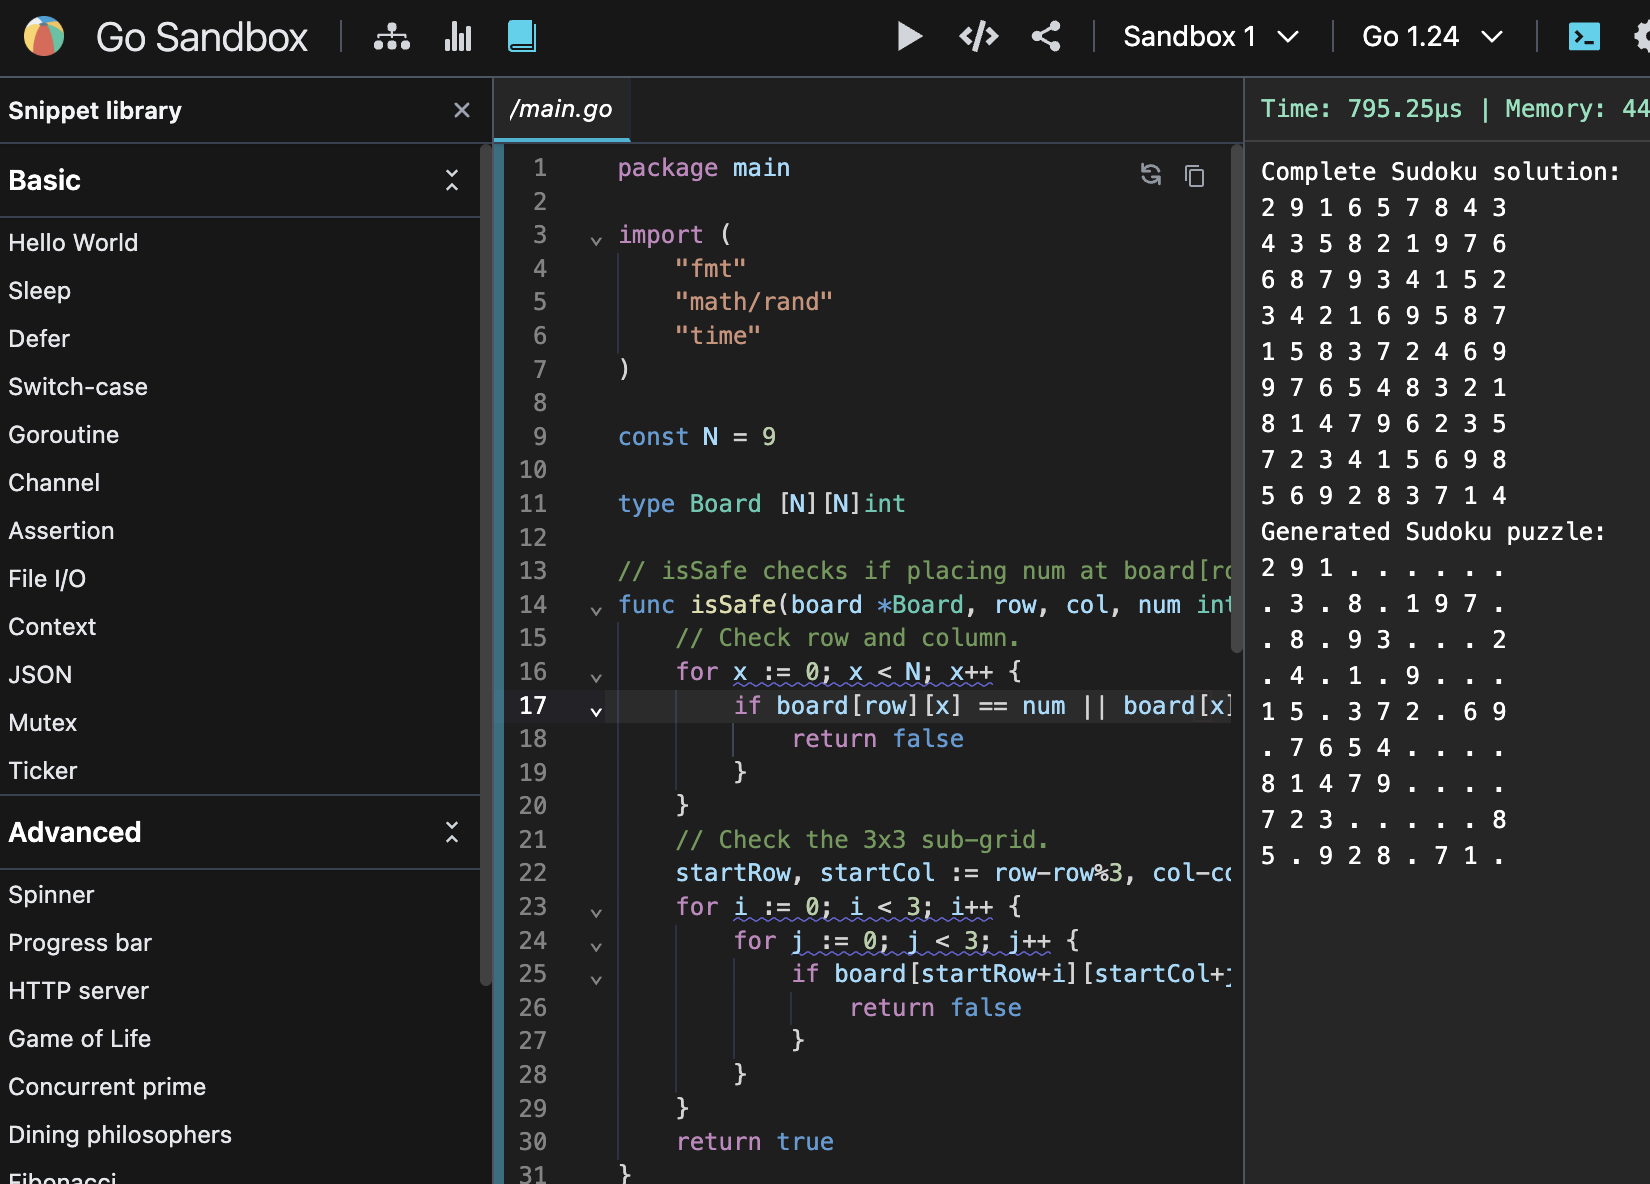 Go Sandbox
Sandbox 1
Go 1.24
Snippet library
Basic
Hello World
Sleep
Defer
Switch-case
Goroutine
Channel
Assertion
File I/O
Context
JSON
Mutex
Ticker
Advanced
Spinner
Progress bar
HTTP server
Game of Life
Concurrent prime
Dining philosophers
Fibonacci
/main.go
1 package main
2
3 import (
4 "fmt"
5 "math/rand"
6 "time"
7 )
8
9 const N = 9
10
11 type Board [N][N]int
12
13 // isSafe checks if placing num at board[ro
14 func isSafe(board *Board, row, col, num int
15 // Check row and column.
16 for x := 0; x < N; x++ {
17 if board[row][x] == num || board[x]
18 return false
19 }
20 }
21 // Check the 3x3 sub-grid.
22 startRow, startCol := row-row%3, col-co
23 for i := 0; i < 3; i++ {
24 for j := 0; j < 3; j++ {
25 if board[startRow+i][startCol+j
26 return false
27 }
28 }
29 }
30 return true
31 }
Time: 795.25µs | Memory: 44
Complete Sudoku solution:
2 9 1 6 5 7 8 4 3
4 3 5 8 2 1 9 7 6
6 8 7 9 3 4 1 5 2
3 4 2 1 6 9 5 8 7
1 5 8 3 7 2 4 6 9
9 7 6 5 4 8 3 2 1
8 1 4 7 9 6 2 3 5
7 2 3 4 1 5 6 9 8
5 6 9 2 8 3 7 1 4
Generated Sudoku puzzle:
2 9 1 . . . . . .
. 3 . 8 . 1 9 7 .
. 8 . 9 3 . . . 2
. 4 . 1 . 9 . . .
1 5 . 3 7 2 . 6 9
. 7 6 5 4 . . . .
8 1 4 7 9 . . . .
7 2 3 . . . . . 8
5 . 9 2 8 . 7 1 .